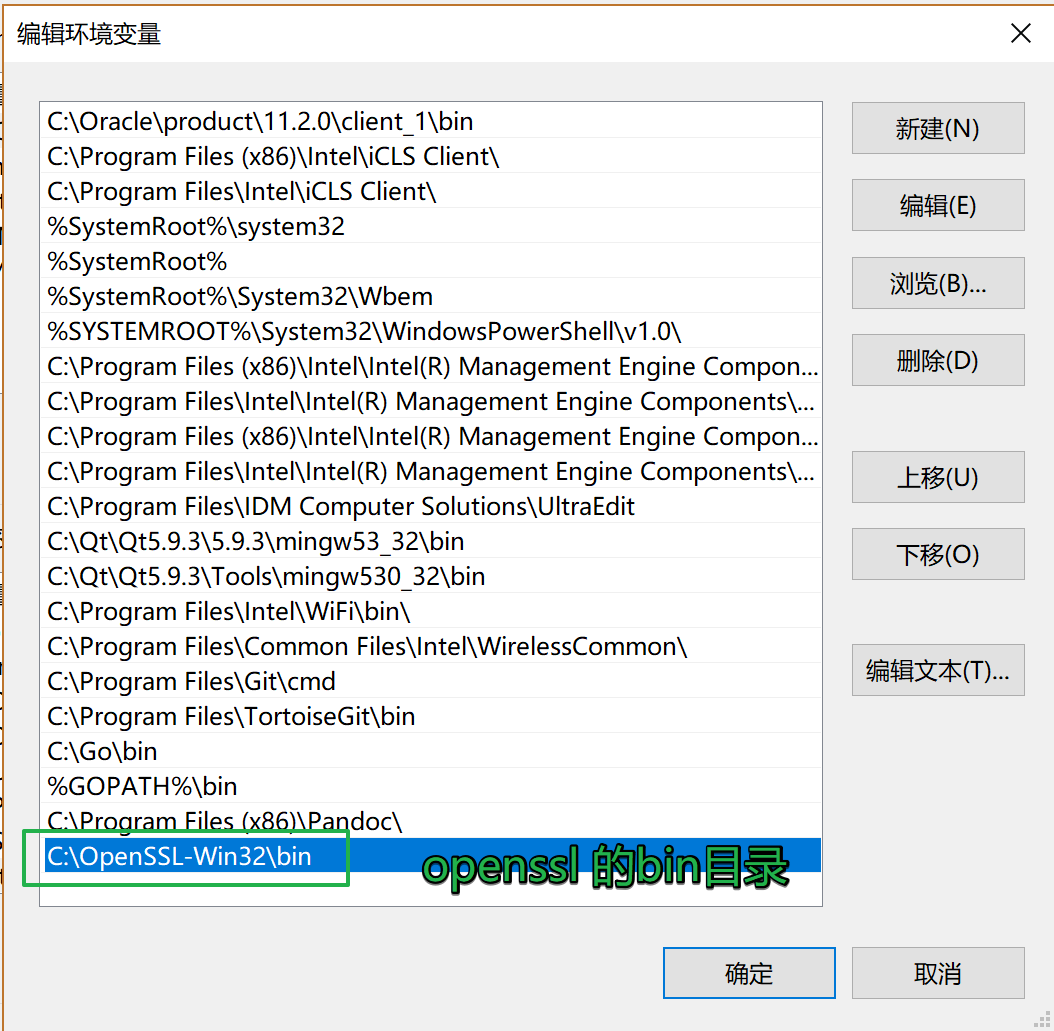 编辑环境变量
C:\Oracle\product\11.2.0\client_1\bin
C:\Program Files (x86)\Intel\iCLS Client\
C:\Program Files\Intel\iCLS Client\
%SystemRoot%\system32
%SystemRoot%
%SystemRoot%\System32\Wbem
%SYSTEMROOT%\System32\WindowsPowerShell\v1.0\
C:\Program Files (x86)\Intel\Intel(R) Management Engine Compon...
C:\Program Files\Intel\Intel(R) Management Engine Components\...
C:\Program Files (x86)\Intel\Intel(R) Management Engine Compon...
C:\Program Files\Intel\Intel(R) Management Engine Components\...
C:\Program Files\IDM Computer Solutions\UltraEdit
C:\Qt\Qt5.9.3\5.9.3\mingw53_32\bin
C:\Qt\Qt5.9.3\Tools\mingw530_32\bin
C:\Program Files\Intel\WiFi\bin\
C:\Program Files\Common Files\Intel\WirelessCommon\
C:\Program Files\Git\cmd
C:\Program Files\TortoiseGit\bin
C:\Go\bin
%GOPATH%\bin
C:\Program Files (x86)\Pandoc\
C:\OpenSSL-Win32\bin
openssl 的bin目录
新建(N)
编辑(E)
浏览(B)...
删除(D)
上移(U)
下移(O)
编辑文本(T)...
确定
取消